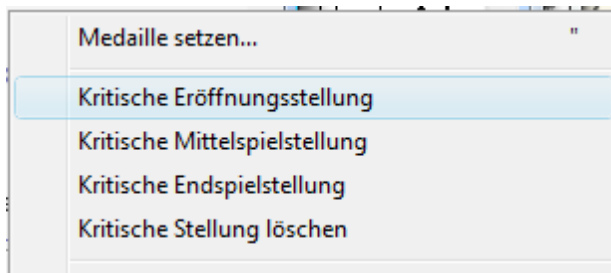 Medaille setzen... "
Kritische Eröffnungsstellung
Kritische Mittelspielstellung
Kritische Endspielstellung
Kritische Stellung löschen